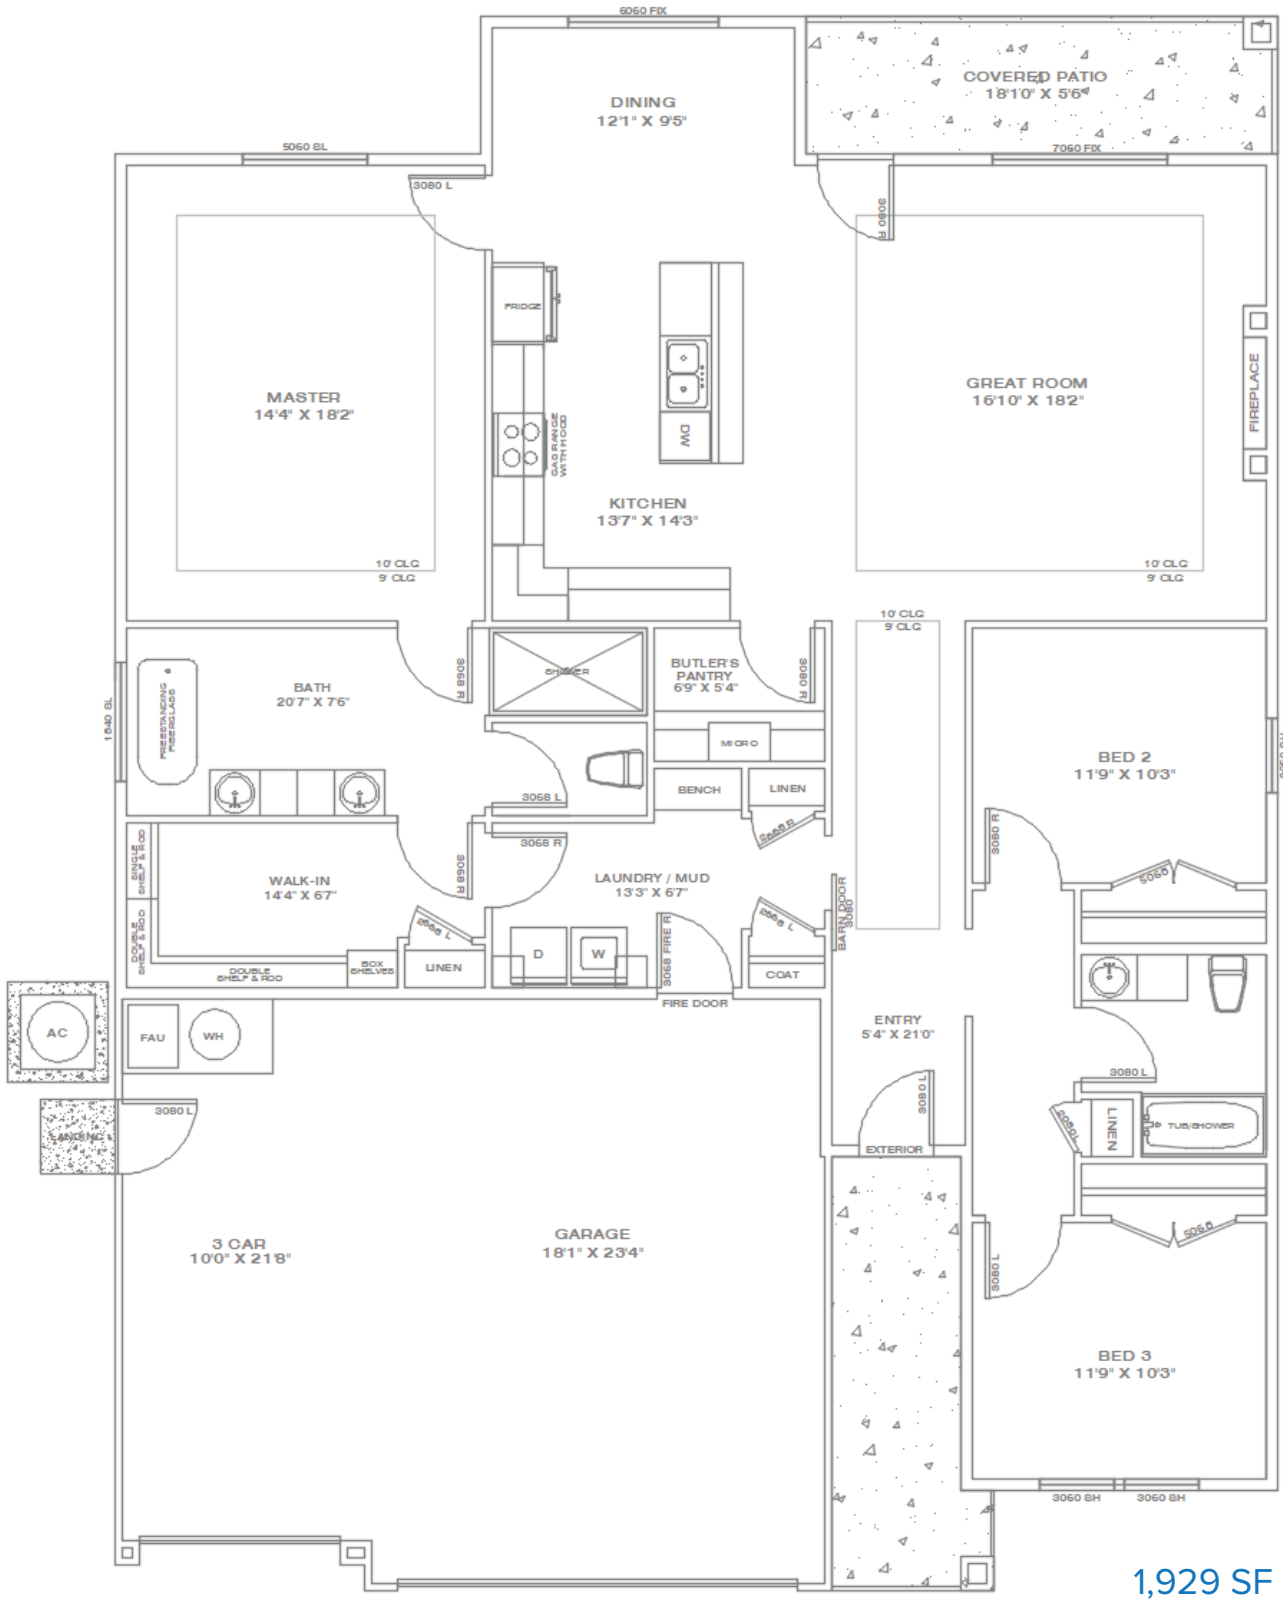 6060 FIX
COVERED PATIO
18'10" X 5'6"
DINING
12'1" X 9'5"
5060 SL
7060 FIX
3080 L
3080 R
FRIDGE
MASTER
14'4" X 18'2"
GREAT ROOM
16'10" X 18'2"
FIREPLACE
GAS RANGE
WITH HOOD
DW
KITCHEN
13'7" X 14'3"
10' CLG
9' CLG
10' CLG
9' CLG
10' CLG
9' CLG
SHOWER
BUTLER'S
PANTRY
6'9" X 5'4"
3068 R
3080 R
BATH
20'7" X 7'6"
FREESTANDING
FIBERGLASS
1640 SL
MICRO
BED 2
11'9" X 10'3"
3068 L
BENCH
LINEN
2668 R
3068 R
3080 R
SINGLE
SHELF & ROD
3068 R
WALK-IN
14'4" X 6'7"
LAUNDRY / MUD
13'3" X 6'7"
5068
DOUBLE
SHELF & ROD
2668 L
2668 L
BARN DOOR
3080
3068 FIRE R
D
W
BOX
SHELVES
LINEN
DOUBLE
SHELF & ROD
COAT
FIRE DOOR
AC
FAU
WH
ENTRY
5'4" X 21'0"
3080 L
3080 L
LANDING
3080 L
2080L
LINEN
TUB/SHOWER
EXTERIOR
3 CAR
10'0" X 21'8"
GARAGE
18'1" X 23'4"
5068
3080 L
BED 3
11'9" X 10'3"
3060 SH
3060 SH
1,929 SF